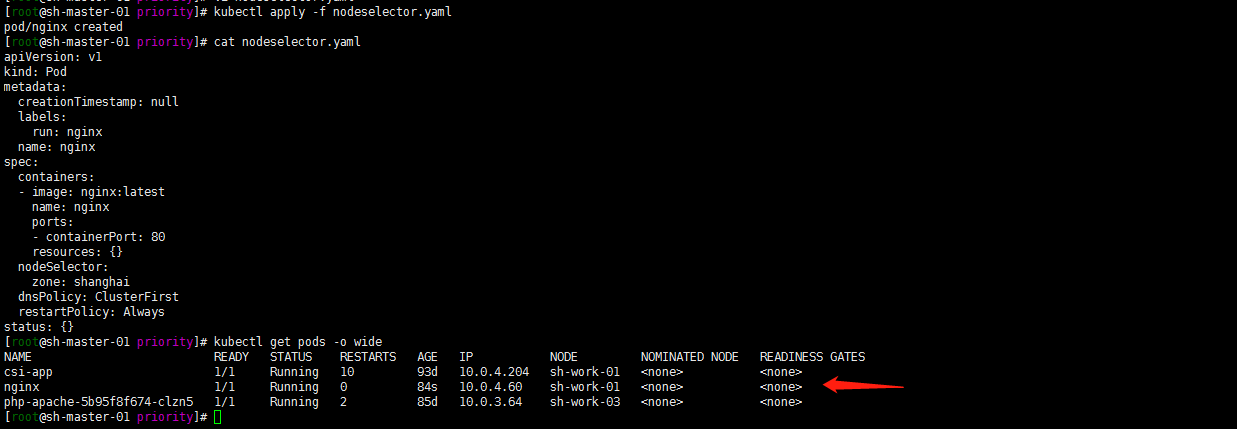 [root@sh-master-01 priority]# kubectl apply -f nodeselector.yaml
pod/nginx created
[root@sh-master-01 priority]# cat nodeselector.yaml
apiVersion: v1
kind: Pod
metadata:
  creationTimestamp: null
  labels:
    run: nginx
  name: nginx
spec:
  containers:
  - image: nginx:latest
    name: nginx
    ports:
    - containerPort: 80
    resources: {}
  nodeSelector:
    zone: shanghai
  dnsPolicy: ClusterFirst
  restartPolicy: Always
status: {}
[root@sh-master-01 priority]# kubectl get pods -o wide
NAME                          READY   STATUS    RESTARTS   AGE   IP           NODE         NOMINATED NODE   READINESS GATES
csi-app                       1/1     Running   10         93d   10.0.4.204   sh-work-01   <none>           <none>
nginx                         1/1     Running   0          84s   10.0.4.60    sh-work-01   <none>           <none>
php-apache-5b95f8f674-clzn5   1/1     Running   2          85d   10.0.3.64    sh-work-03   <none>           <none>
[root@sh-master-01 priority]#